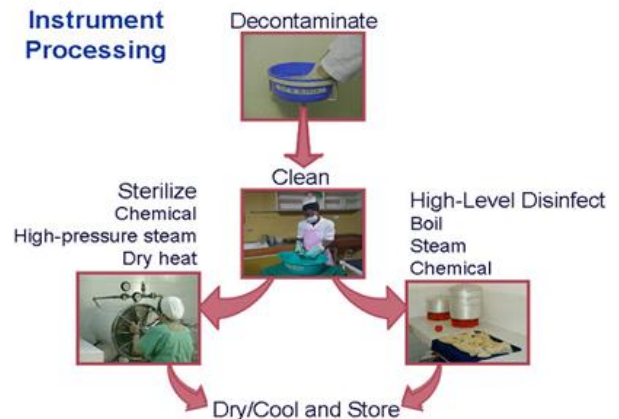 Instrument
Processing
Decontaminate
Clean
Sterilize
Chemical
High-pressure steam
Dry heat
High-Level Disinfect
Boil
Steam
Chemical
Dry/Cool and Store